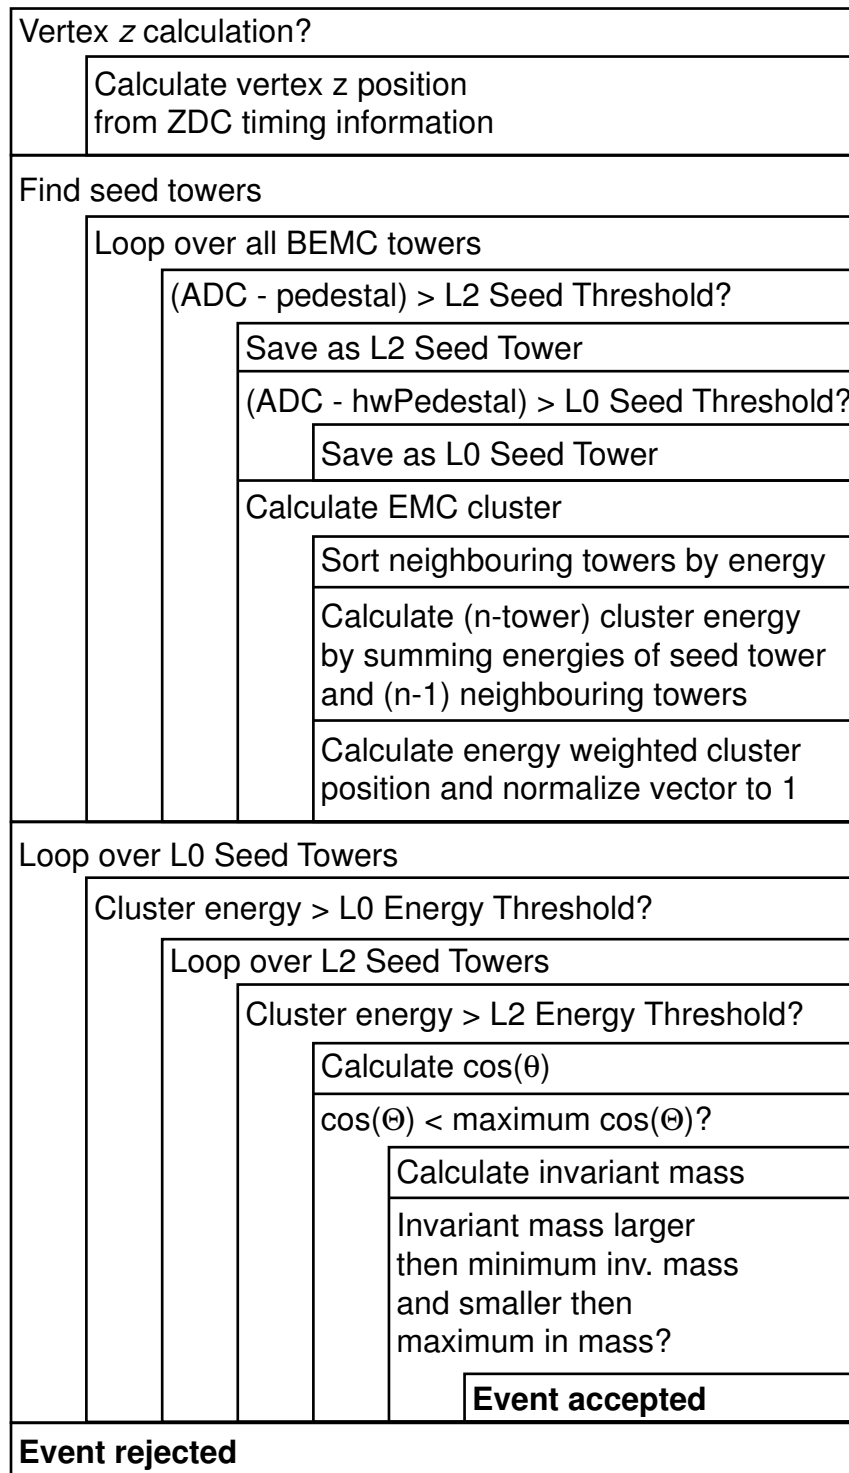 Vertex z calculation?
Calculate vertex z position
from ZDC timing information
Find seed towers
Loop over all BEMC towers
(ADC - pedestal) > L2 Seed Threshold?
Save as L2 Seed Tower
(ADC - hwPedestal) > L0 Seed Threshold?
Save as L0 Seed Tower
Calculate EMC cluster
Sort neighbouring towers by energy
Calculate (n-tower) cluster energy
by summing energies of seed tower
and (n-1) neighbouring towers
Calculate energy weighted cluster
position and normalize vector to 1
Loop over L0 Seed Towers
Cluster energy > L0 Energy Threshold?
Loop over L2 Seed Towers
Cluster energy > L2 Energy Threshold?
Calculate cos(θ)
cos(Θ) < maximum cos(Θ)?
Calculate invariant mass
Invariant mass larger
then minimum inv. mass
and smaller then
maximum in mass?
Event accepted
Event rejected